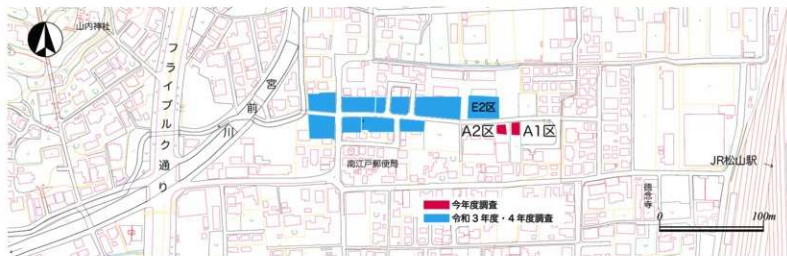 山内神社
フライブルク通り
宮前川
E2区
A2区
A1区
南江戸郵便局
JR松山駅
今年度調査
令和3年度・4年度調査
0
100m